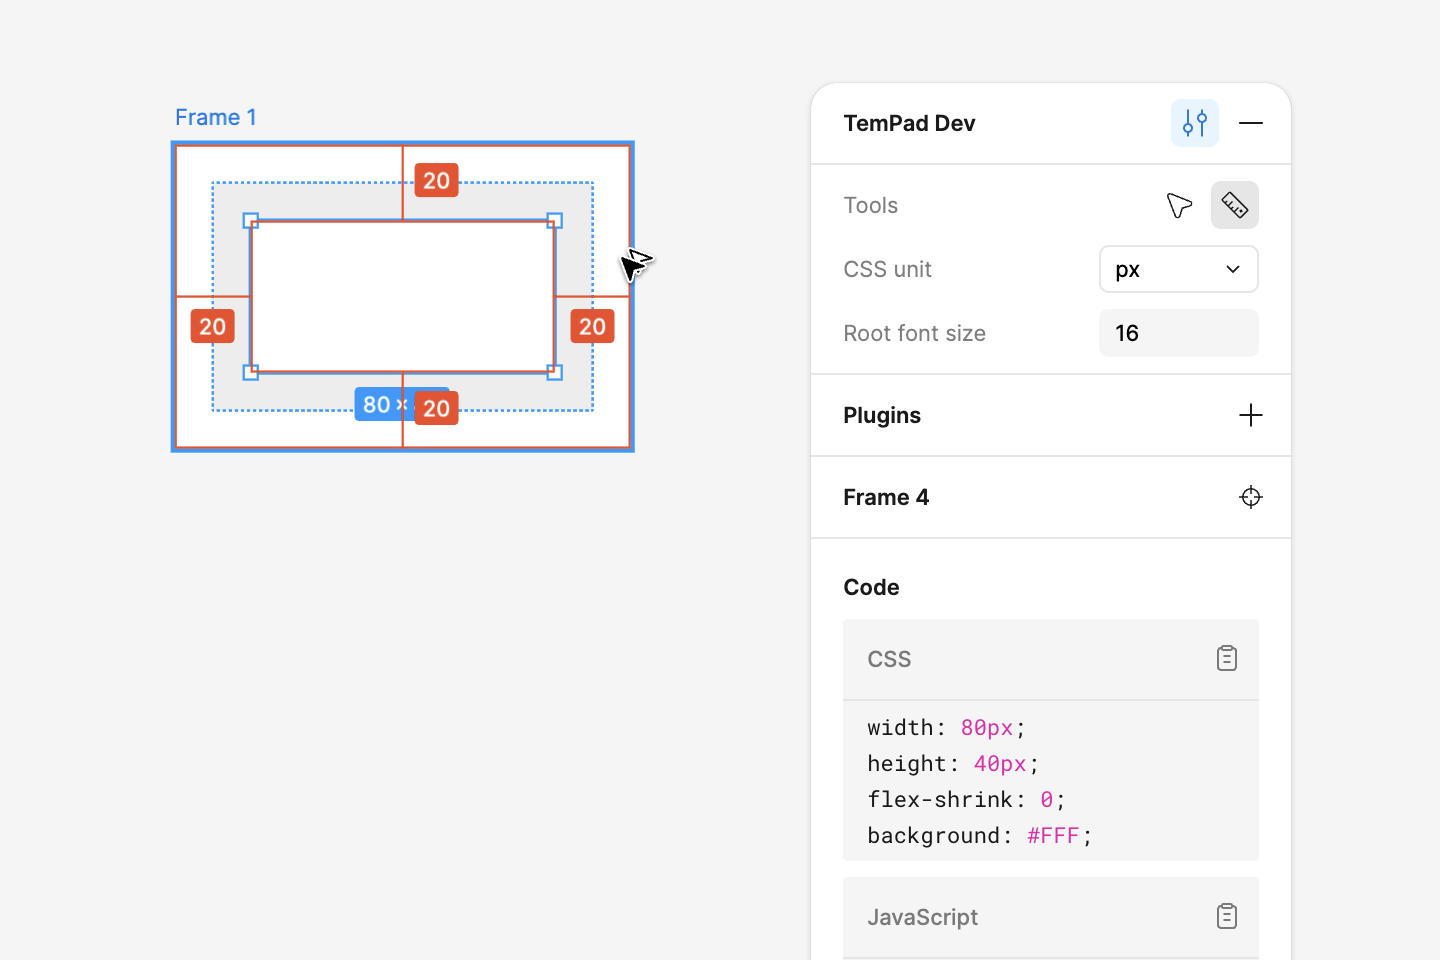 Frame 1
20
20
20
80 ×
20
TemPad Dev
Tools
CSS unit
px
Root font size
16
Plugins
Frame 4
Code
CSS
width: 80px;
height: 40px;
flex-shrink: 0;
background: #FFF;
JavaScript